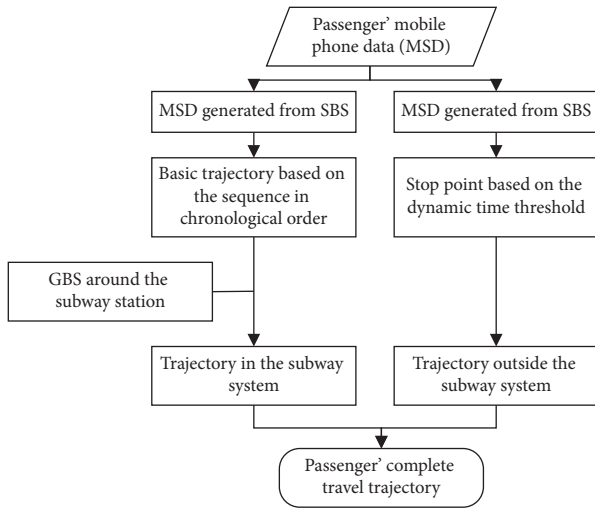 Passenger' mobile
phone data (MSD)
MSD generated from SBS
MSD generated from SBS
Basic trajectory based on
the sequence in
chronological order
Stop point based on the
dynamic time threshold
GBS around the
subway station
Trajectory in the subway
system
Trajectory outside the
subway system
Passenger' complete
travel trajectory